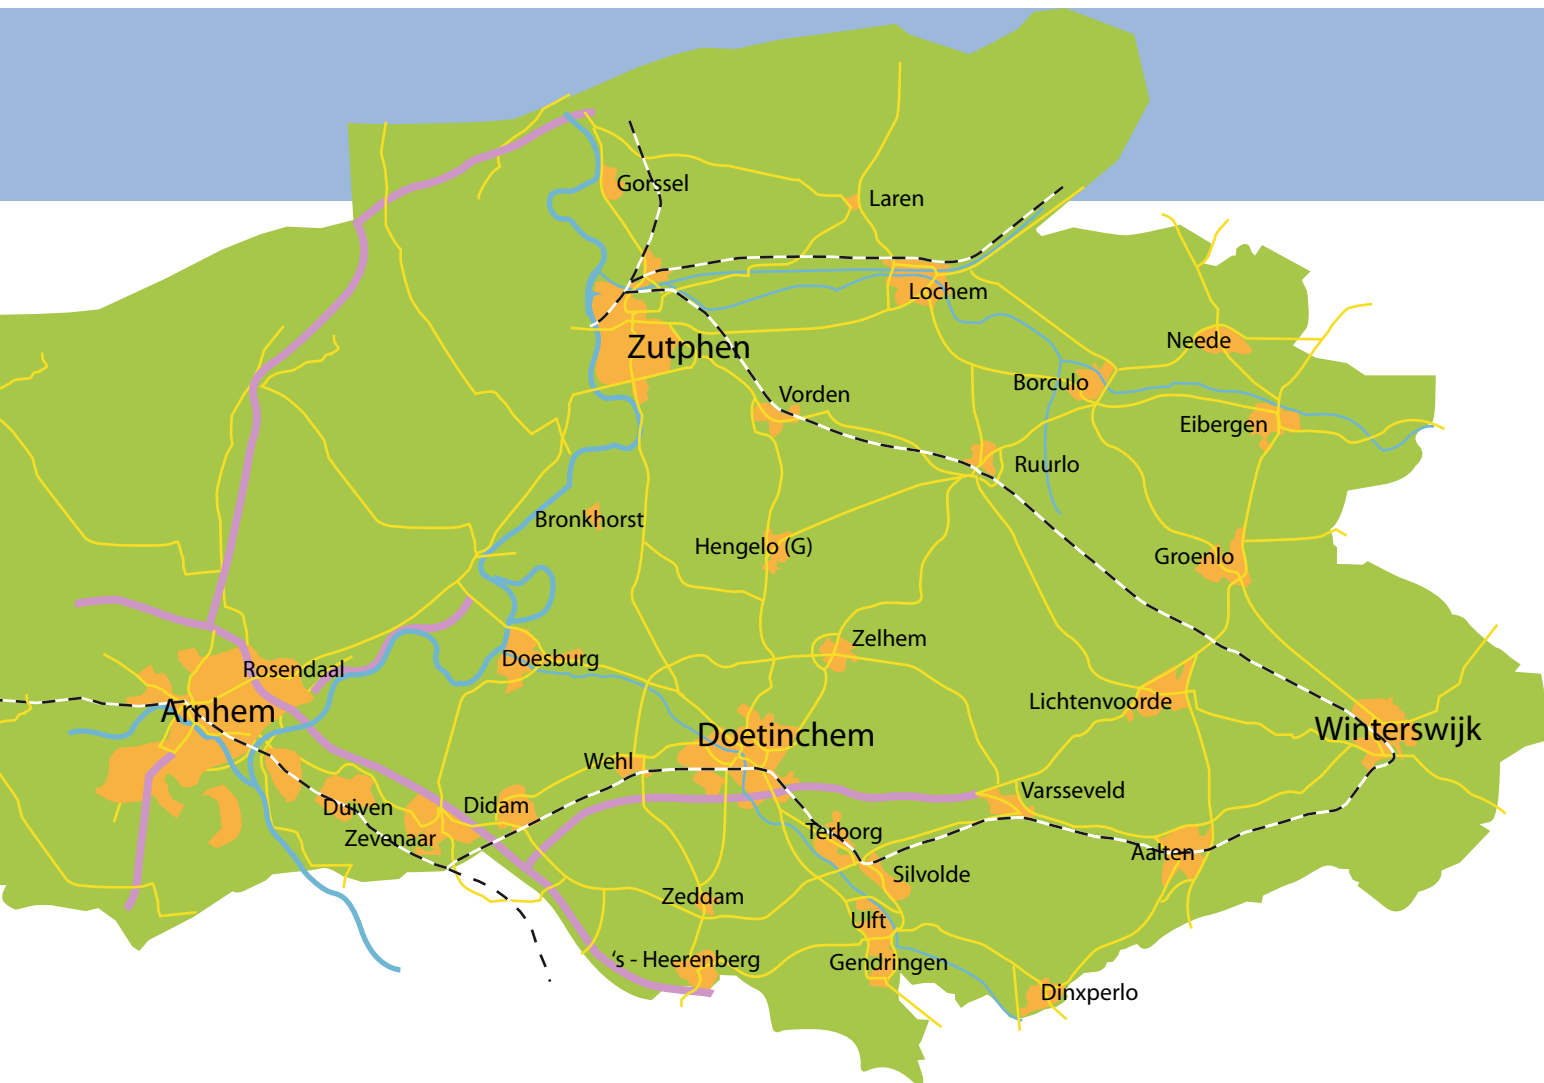 Gorssel
Laren
Lochem
Zutphen
Neede
Borculo
Vorden
Eibergen
Ruurlo
Bronkhorst
Hengelo (G)
Groenlo
Zelhem
Doesburg
Rosendaal
Lichtenvoorde
Arnhem
Winterswijk
Doetinchem
Wehl
Varsseveld
Didam
Duiven
Terborg
Zevenaar
Aalten
Silvolde
Zeddam
Ulft
's - Heerenberg
Gendringen
Dinxperlo